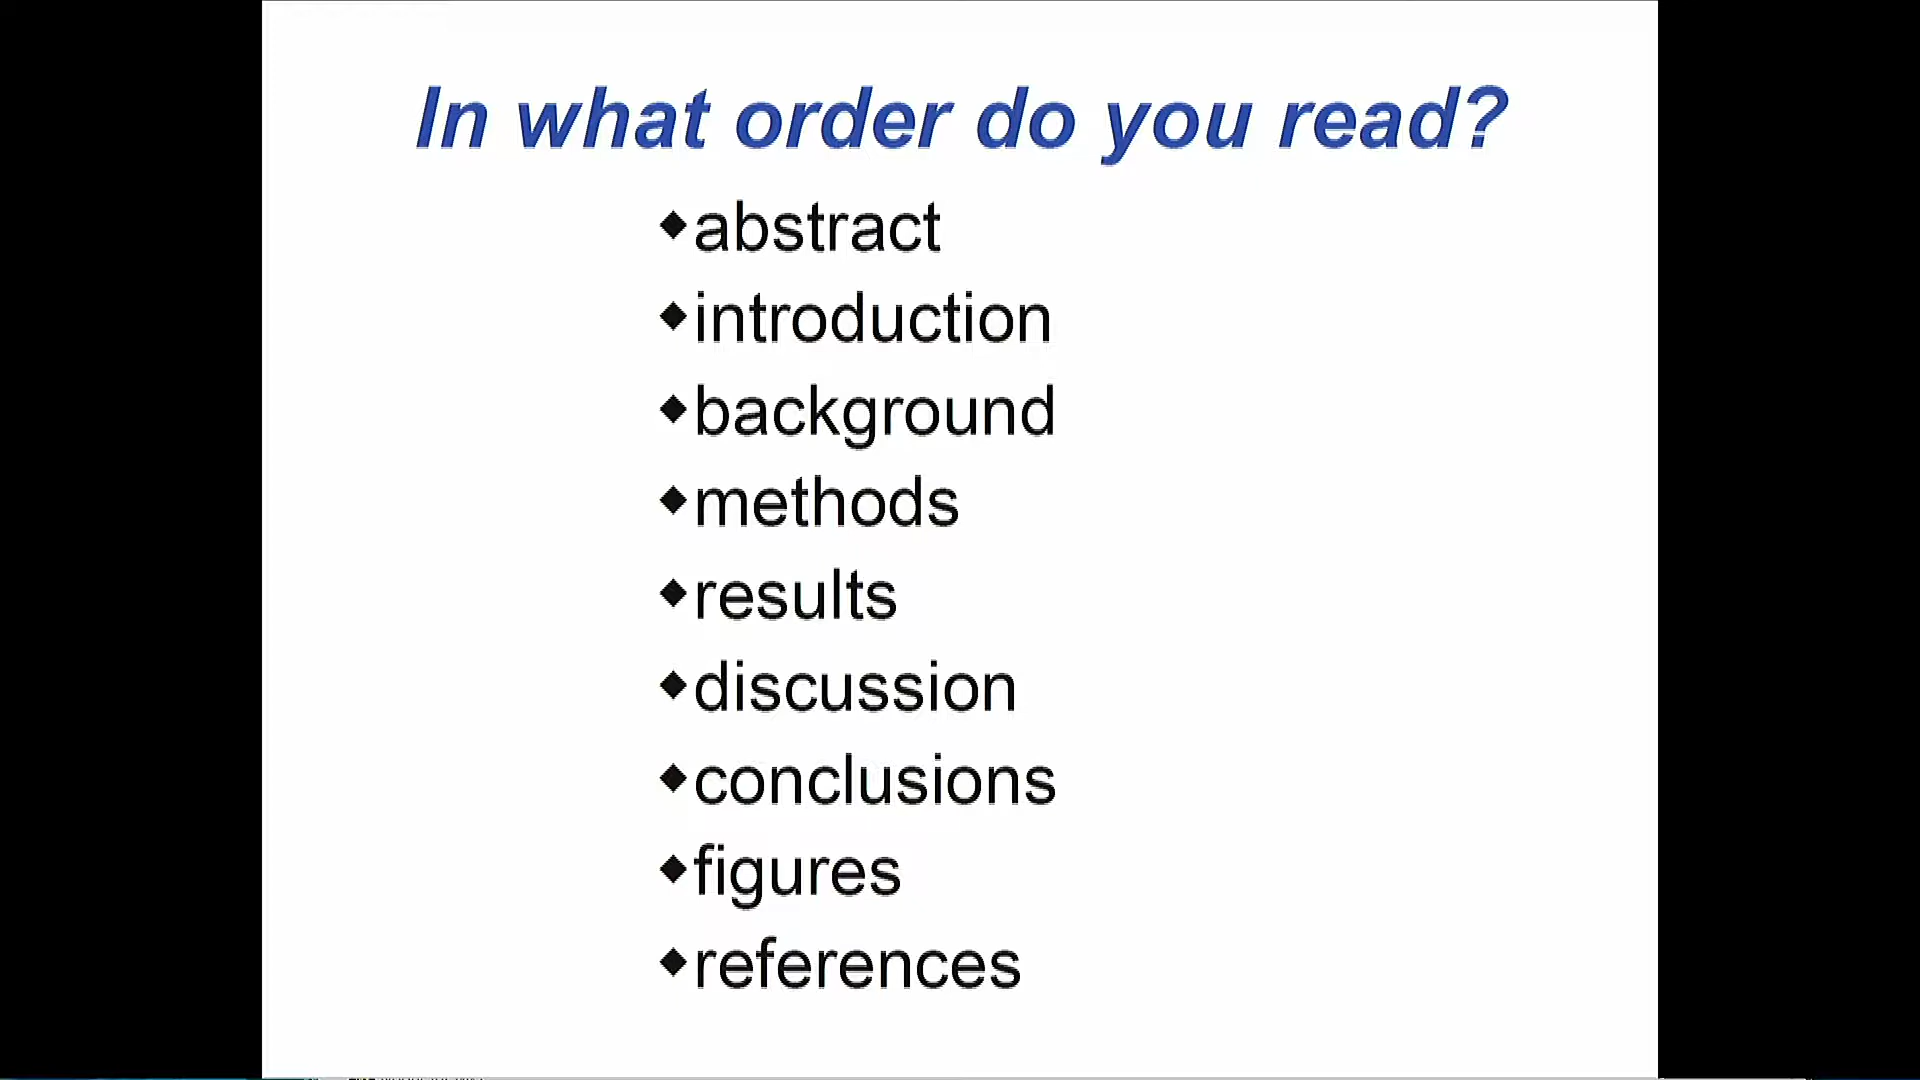 In what order do you read?
◆abstract
◆introduction
◆background
◆methods
◆results
◆discussion
◆conclusions
◆figures
◆references